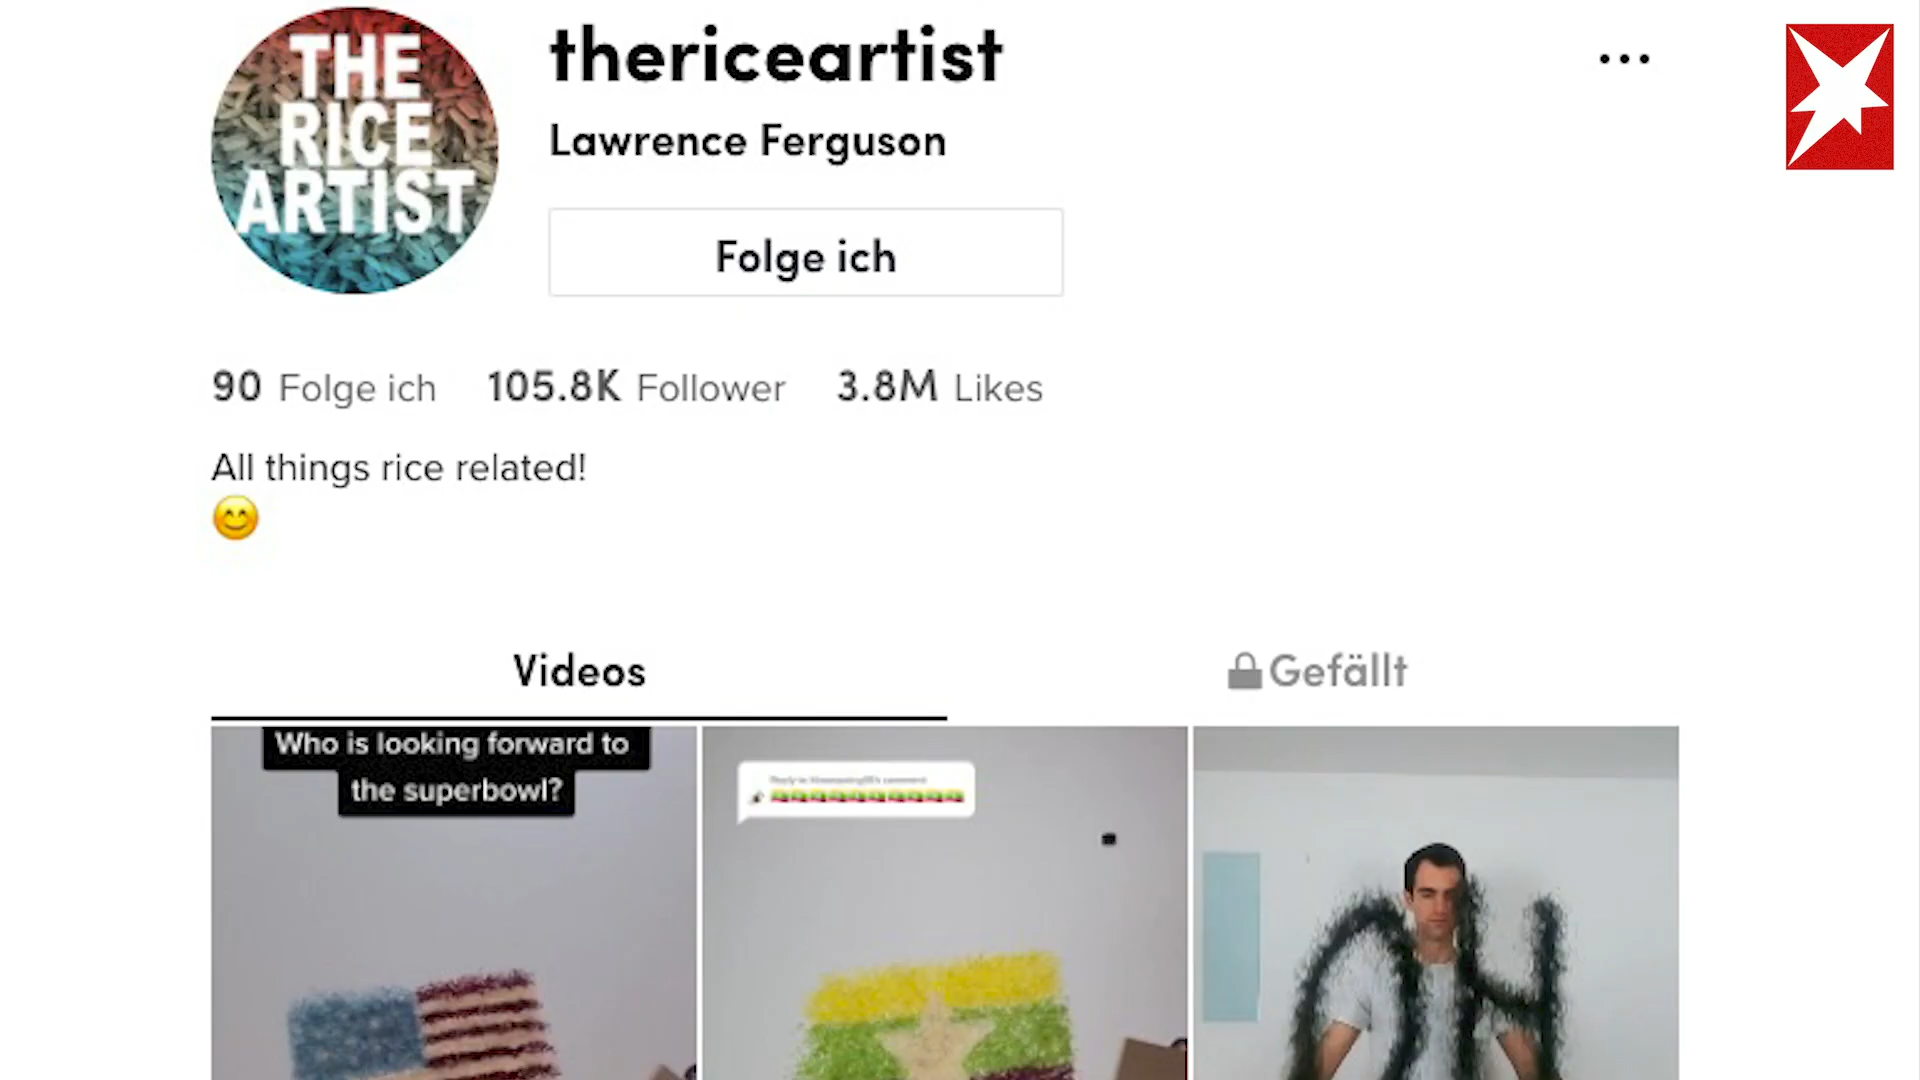 THE
RICE
ARTIST
thericeartist
Lawrence Ferguson
Folge ich
90 Folge ich 105.8K Follower 3.8M Likes
All things rice related!
😊
Videos
Gefällt
Who is looking forward to
the superbowl?
OH